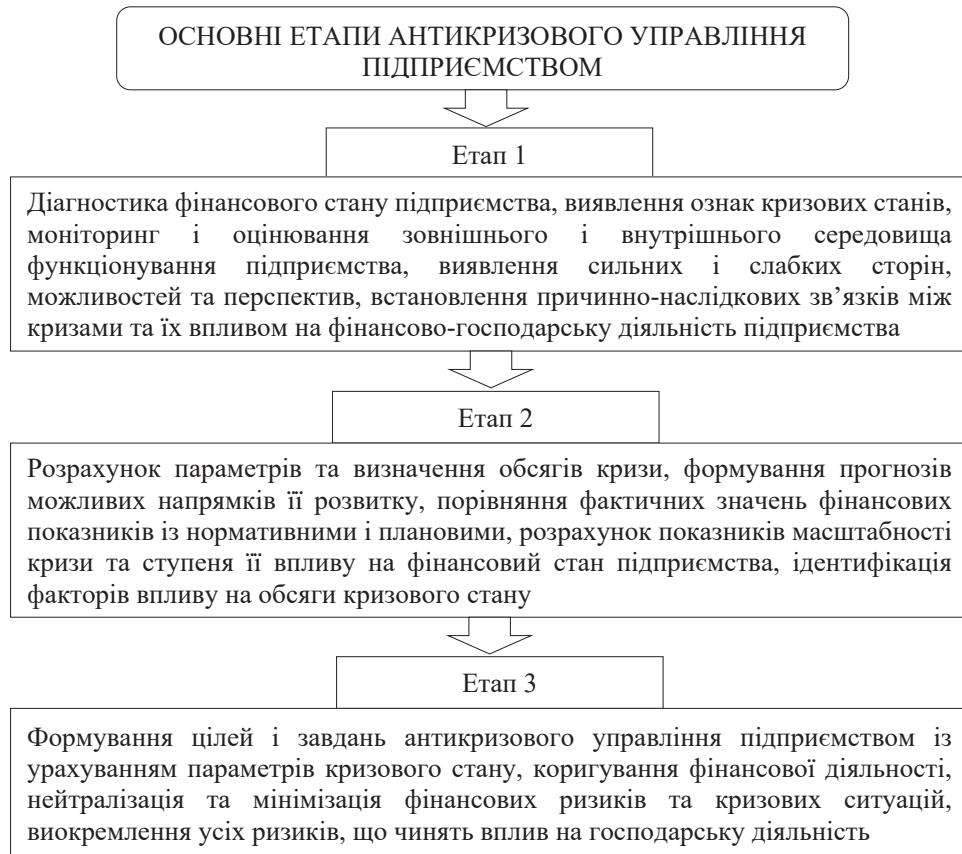 ОСНОВНІ ЕТАПИ АНТИКРИЗОВОГО УПРАВЛІННЯ
ПІДПРИЄМСТВОМ
Етап 1
Діагностика фінансового стану підприємства, виявлення ознак кризових станів,
моніторинг і оцінювання зовнішнього і внутрішнього середовища
функціонування підприємства, виявлення сильних і слабких сторін,
можливостей та перспектив, встановлення причинно-наслідкових зв’язків між
кризами та їх впливом на фінансово-господарську діяльність підприємства
Етап 2
Розрахунок параметрів та визначення обсягів кризи, формування прогнозів
можливих напрямків її розвитку, порівняння фактичних значень фінансових
показників із нормативними і плановими, розрахунок показників масштабності
кризи та ступеня її впливу на фінансовий стан підприємства, ідентифікація
факторів впливу на обсяги кризового стану
Етап 3
Формування цілей і завдань антикризового управління підприємством із
урахуванням параметрів кризового стану, коригування фінансової діяльності,
нейтралізація та мінімізація фінансових ризиків та кризових ситуацій,
виокремлення усіх ризиків, що чинять вплив на господарську діяльність